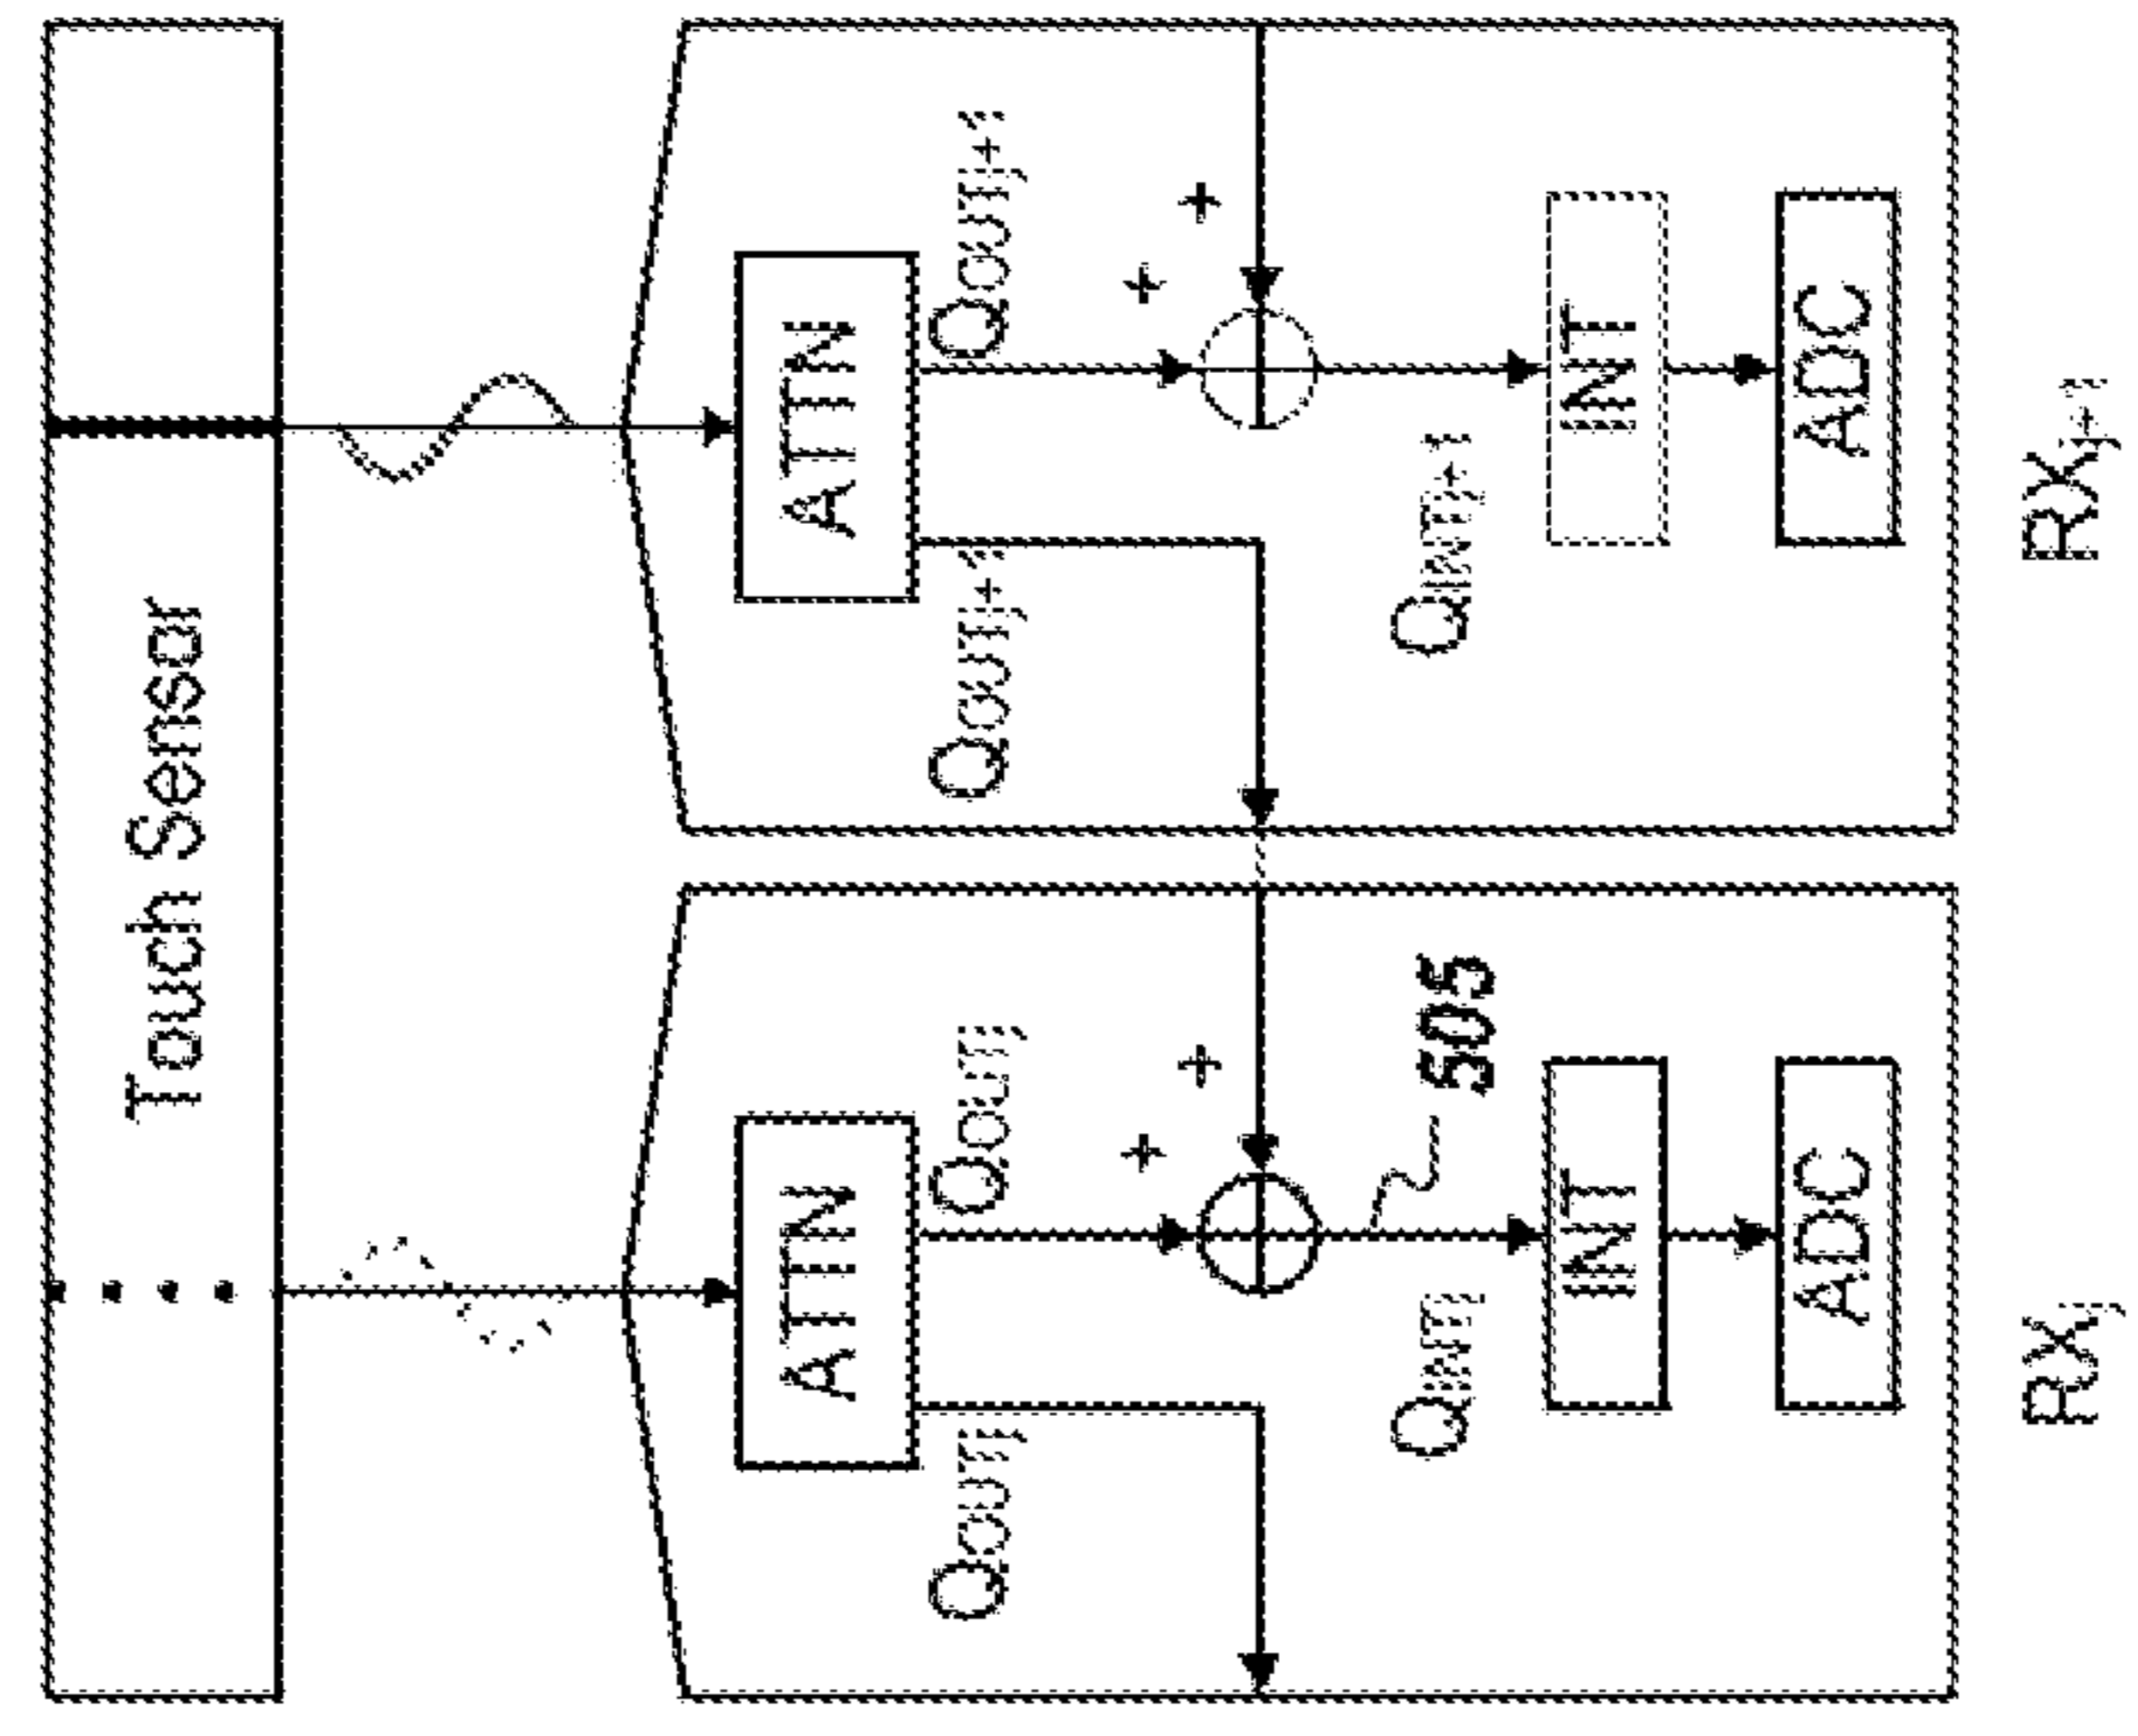 Touch Sensor
ATTN
ATTN
QOUTj
QOUTj
QOUTj+1
QOUTj+1
+
+
+
+
QINTj
505
QINTj+1
INT
INT
ADC
ADC
RXj
RXj+1